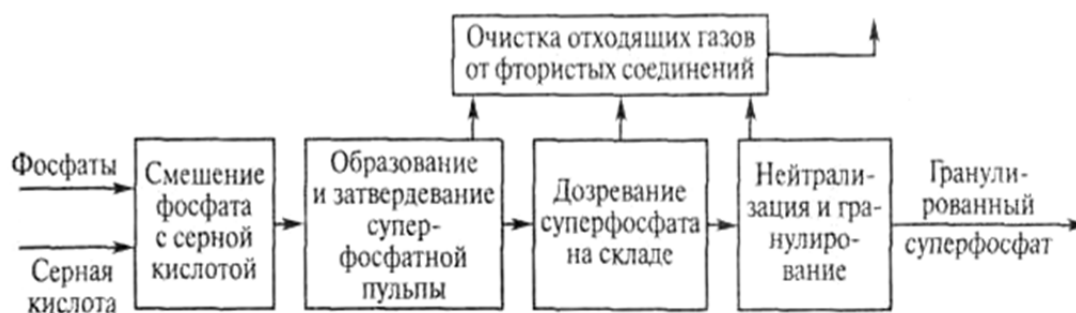 Очистка отходящих газов
от фтористых соединений
Фосфаты
Серная
кислота
Смешение
фосфата
с серной
кислотой
Образование
и затвердевание
супер-
фосфатной
пульпы
Дозревание
суперфосфата
на складе
Нейтрали-
зация и гра-
нулиро-
вание
Гранули-
рованный
суперфосфат